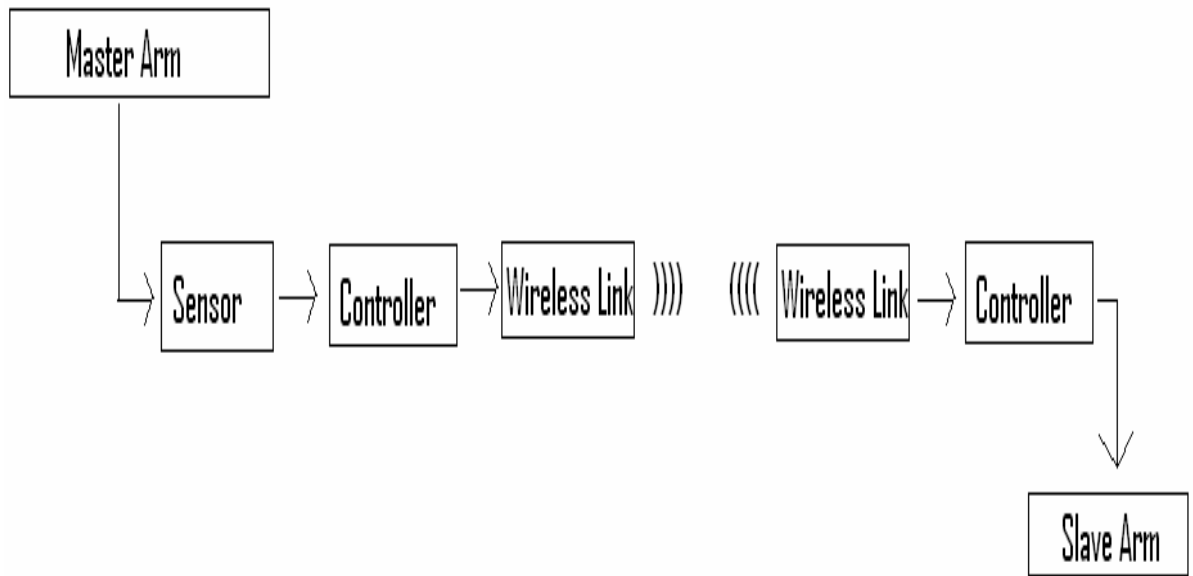 Master Arm
Sensor
Controller
Wireless Link
Wireless Link
Controller
Slave Arm